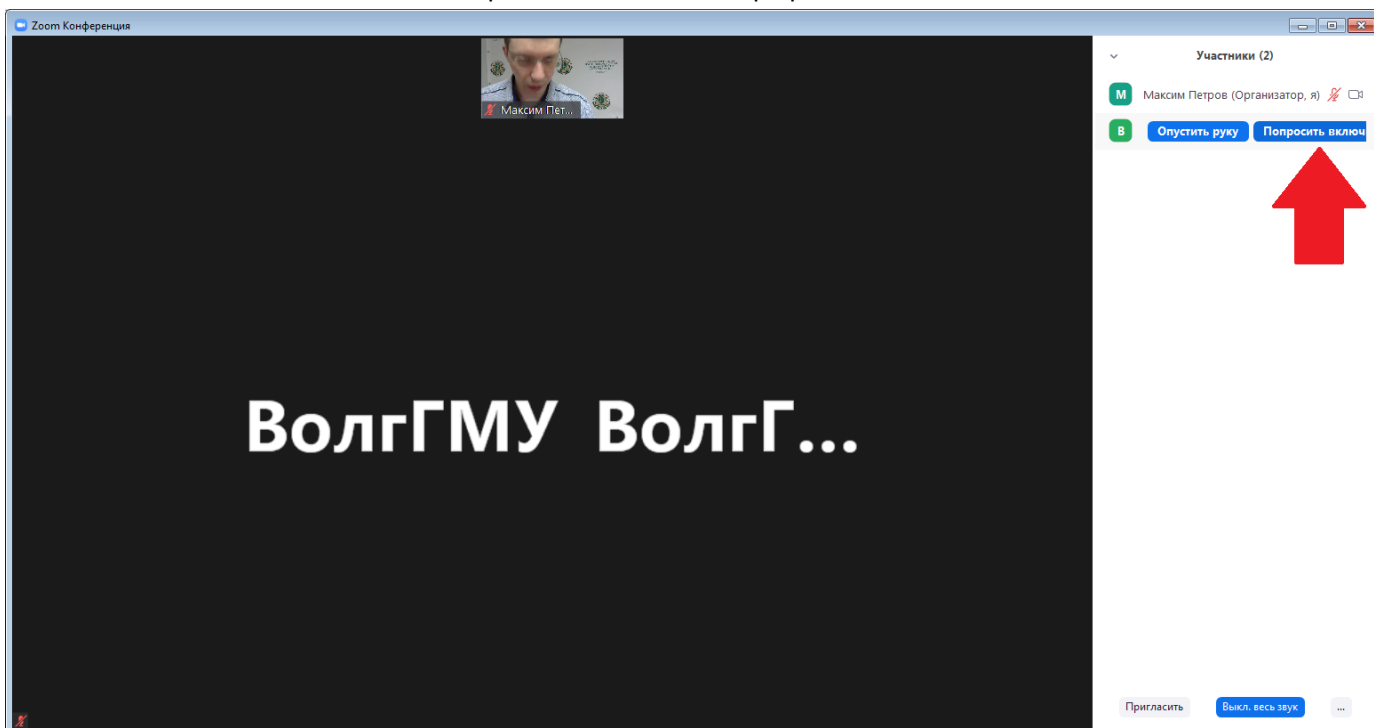 Zoom Конференция
Максим Пет...
ВолгГМУ ВолгГ...
Участники (2)
М Максим Петров (Организатор, я)
В Опустить руку Попросить включ
Пригласить Выкл. весь звук ...